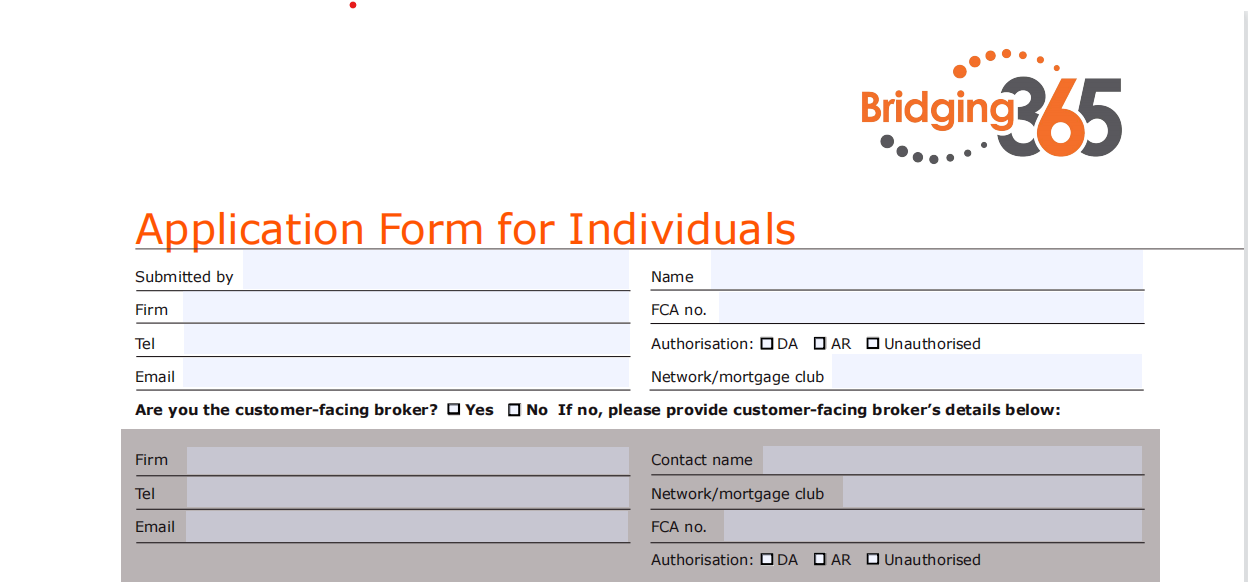 Bridging365
Application Form for Individuals
Submitted by Name
Firm FCA no.
Tel Authorisation: DA AR Unauthorised
Email Network/mortgage club
Are you the customer-facing broker? Yes No If no, please provide customer-facing broker’s details below:
Firm Contact name
Tel Network/mortgage club
Email FCA no.
Authorisation: DA AR Unauthorised